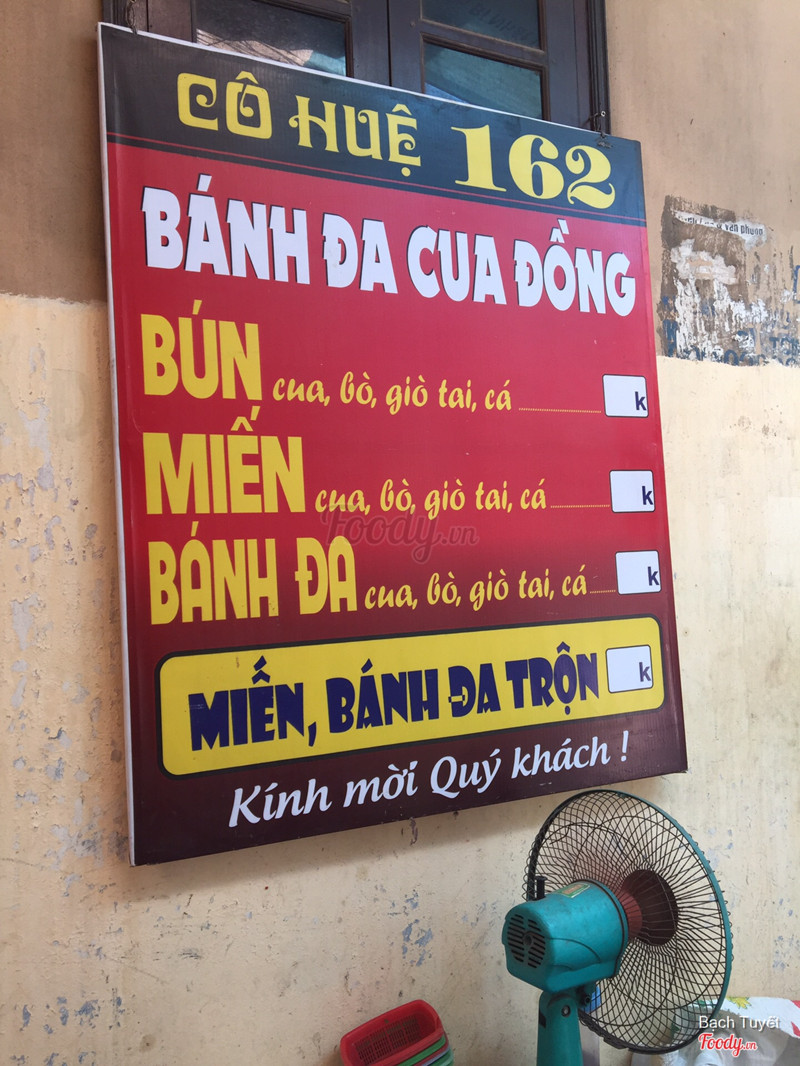 CÔ HUỆ 162
BÁNH ĐA CUA ĐỒNG
BÚN cua, bò, giò tai, cá ........ k
MIẾN cua, bò, giò tai, cá ........ k
BÁNH ĐA cua, bò, giò tai, cá ..... k
MIẾN, BÁNH ĐA TRỘN k
Kính mời Quý khách !
Foody.vn
Bạch Tuyết
Foody.vn